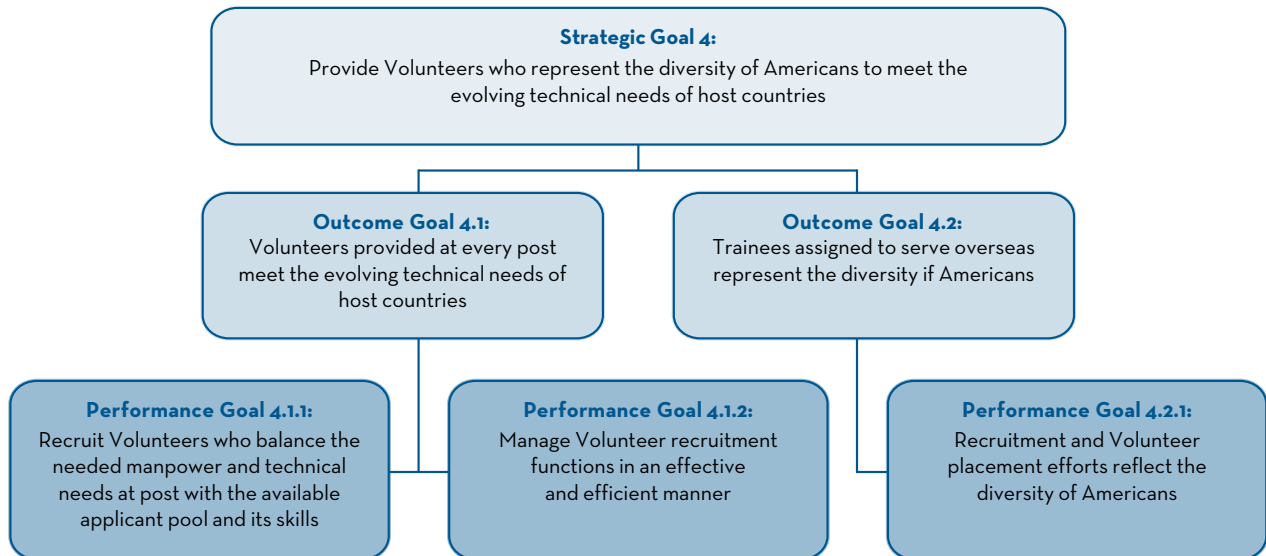 Strategic Goal 4:
Provide Volunteers who represent the diversity of Americans to meet the
evolving technical needs of host countries
Outcome Goal 4.1:
Volunteers provided at every post
meet the evolving technical needs of
host countries
Outcome Goal 4.2:
Trainees assigned to serve overseas
represent the diversity if Americans
Performance Goal 4.1.1:
Recruit Volunteers who balance the
needed manpower and technical
needs at post with the available
applicant pool and its skills
Performance Goal 4.1.2:
Manage Volunteer recruitment
functions in an effective
and efficient manner
Performance Goal 4.2.1:
Recruitment and Volunteer
placement efforts reflect the
diversity of Americans